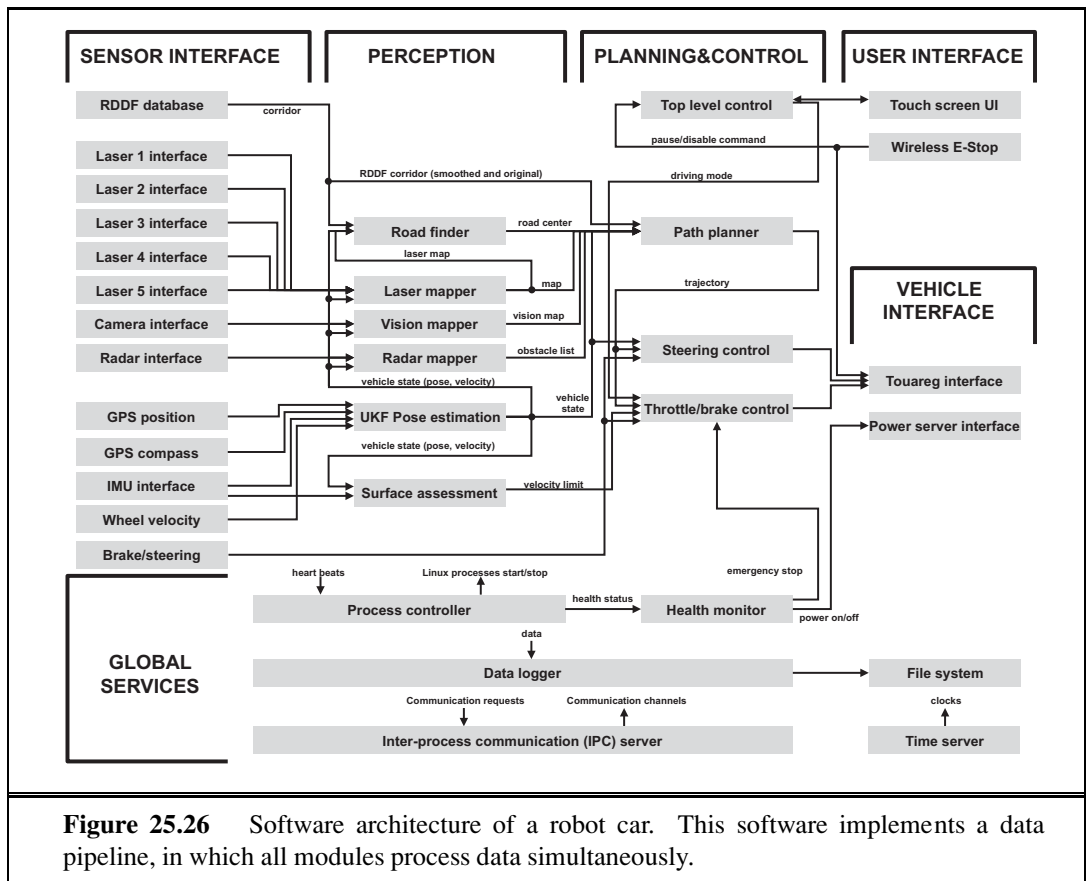 SENSOR INTERFACE
PERCEPTION
PLANNING&CONTROL
USER INTERFACE
RDDF database
corridor
Top level control
Touch screen UI
pause/disable command
Wireless E-Stop
Laser 1 interface
RDDF corridor (smoothed and original)
driving mode
Laser 2 interface
Laser 3 interface
Road finder
road center
Path planner
laser map
Laser 4 interface
VEHICLE
INTERFACE
Laser 5 interface
Laser mapper
map
trajectory
Camera interface
Vision mapper
vision map
Radar interface
Radar mapper
obstacle list
Steering control
vehicle state (pose, velocity)
Touareg interface
GPS position
UKF Pose estimation
vehicle
state
Throttle/brake control
Power server interface
GPS compass
vehicle state (pose, velocity)
IMU interface
Surface assessment
velocity limit
Wheel velocity
Brake/steering
heart beats
Linux processes start/stop
emergency stop
Process controller
health status
Health monitor
power on/off
GLOBAL
SERVICES
data
Data logger
File system
Communication requests
Communication channels
clocks
Inter-process communication (IPC) server
Time server
Figure 25.26 Software architecture of a robot car. This software implements a data
pipeline, in which all modules process data simultaneously.